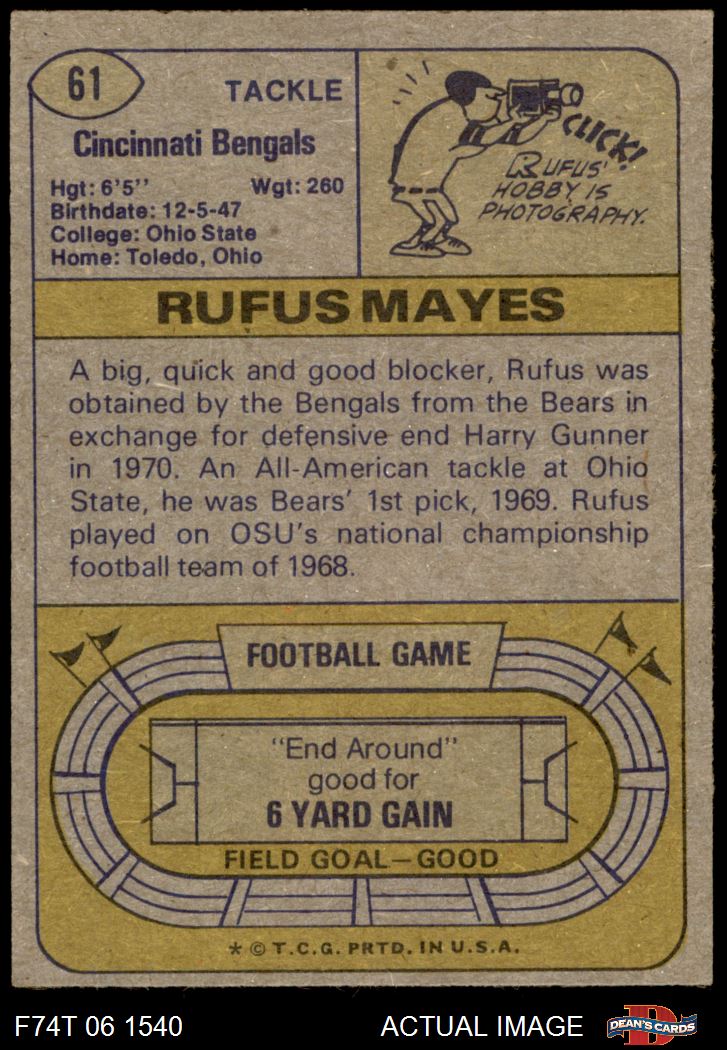 61
TACKLE
Cincinnati Bengals
Hgt: 6'5'' Wgt: 260
Birthdate: 12-5-47
College: Ohio State
Home: Toledo, Ohio
CLICK!
RUFUS'
HOBBY IS
PHOTOGRAPHY.
RUFUS MAYES
A big, quick and good blocker, Rufus was
obtained by the Bengals from the Bears in
exchange for defensive end Harry Gunner
in 1970. An All-American tackle at Ohio
State, he was Bears' 1st pick, 1969. Rufus
played on OSU's national championship
football team of 1968.
FOOTBALL GAME
"End Around"
good for
6 YARD GAIN
FIELD GOAL—GOOD
* © T.C.G. PRTD. IN U.S.A.
F74T 06 1540 ACTUAL IMAGE
DEAN'S CARDS